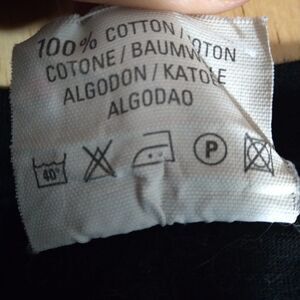 100% COTTON /
COTONE /
ALGODON /
ALGODAO
40° P